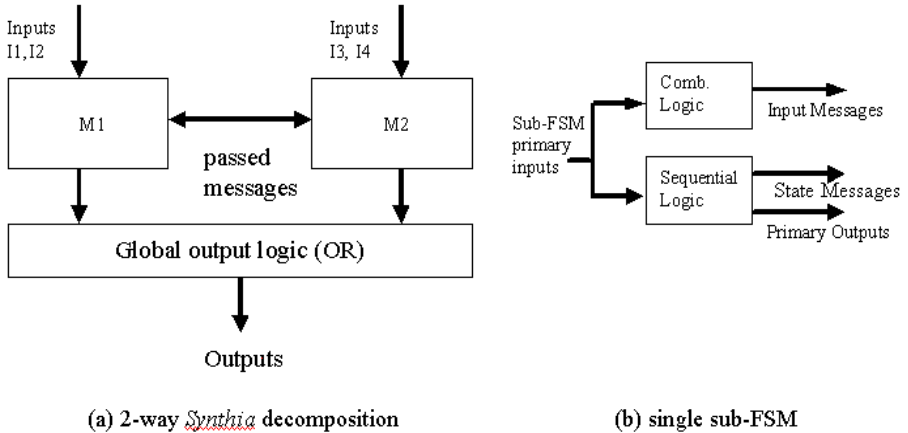 Inputs
I1,I2
Inputs
I3, I4
M1
M2
passed
messages
Global output logic (OR)
Outputs
(a) 2-way Synthia decomposition
Sub-FSM
primary
inputs
Comb.
Logic
Input Messages
Sequential
Logic
State Messages
Primary Outputs
(b) single sub-FSM